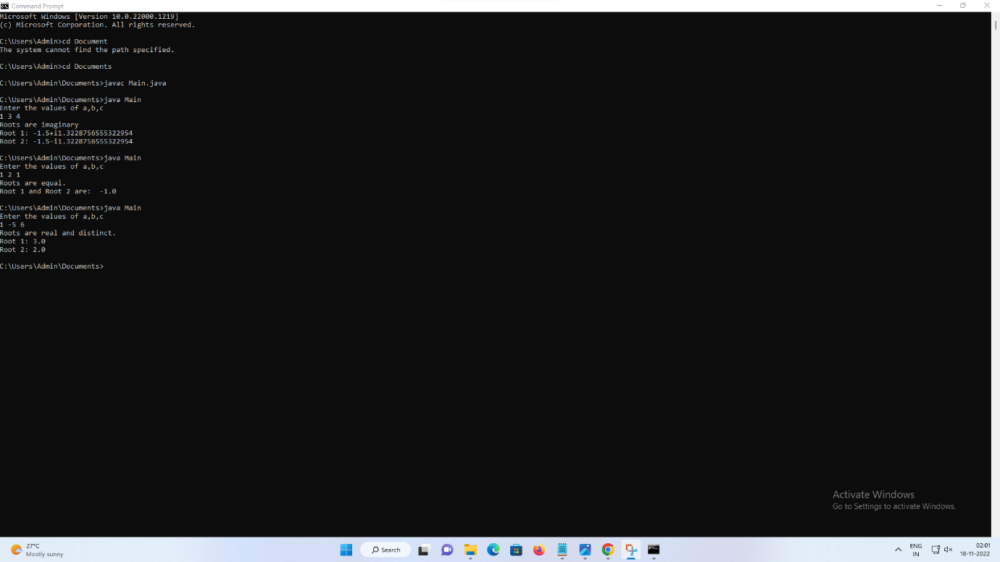 Command Prompt
Microsoft Windows [Version 10.0.22000.1219]
(c) Microsoft Corporation. All rights reserved.
C:\Users\Admin>cd Document
The system cannot find the path specified.
C:\Users\Admin>cd Documents
C:\Users\Admin\Documents>javac Main.java
C:\Users\Admin\Documents>java Main
Enter the values of a,b,c
1 3 4
Roots are imaginary
Root 1: -1.5+i1.3228756555322954
Root 2: -1.5-i1.3228756555322954
C:\Users\Admin\Documents>java Main
Enter the values of a,b,c
1 2 1
Roots are equal.
Root 1 and Root 2 are:  -1.0
C:\Users\Admin\Documents>java Main
Enter the values of a,b,c
1 -5 6
Roots are real and distinct.
Root 1: 3.0
Root 2: 2.0
C:\Users\Admin\Documents>
Activate Windows
Go to Settings to activate Windows.
27°C
Mostly sunny
Search
ENG
IN
02:01
18-11-2022